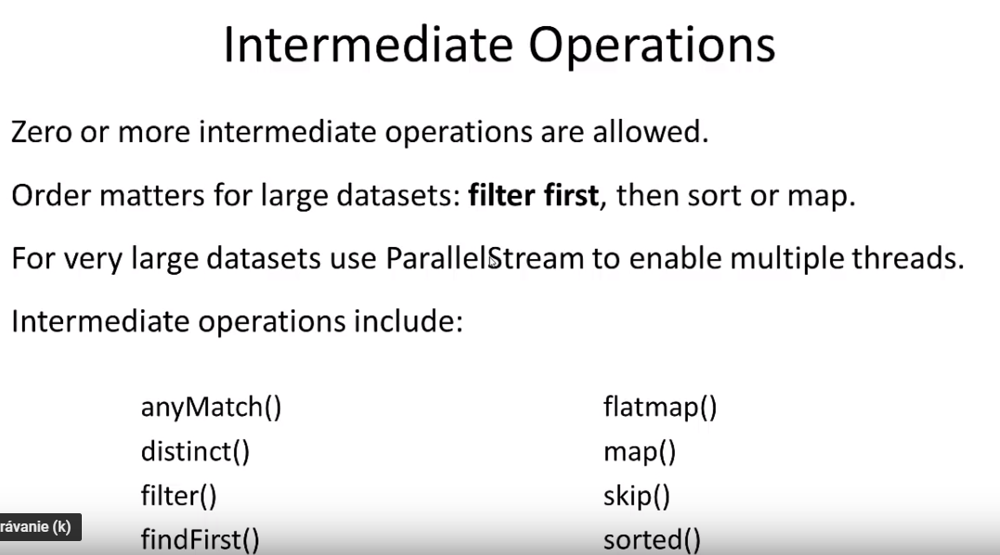 Intermediate Operations
Zero or more intermediate operations are allowed.
Order matters for large datasets: filter first, then sort or map.
For very large datasets use ParallelStream to enable multiple threads.
Intermediate operations include:
anyMatch()
distinct()
filter()
findFirst()
flatmap()
map()
skip()
sorted()
rávanie (k)